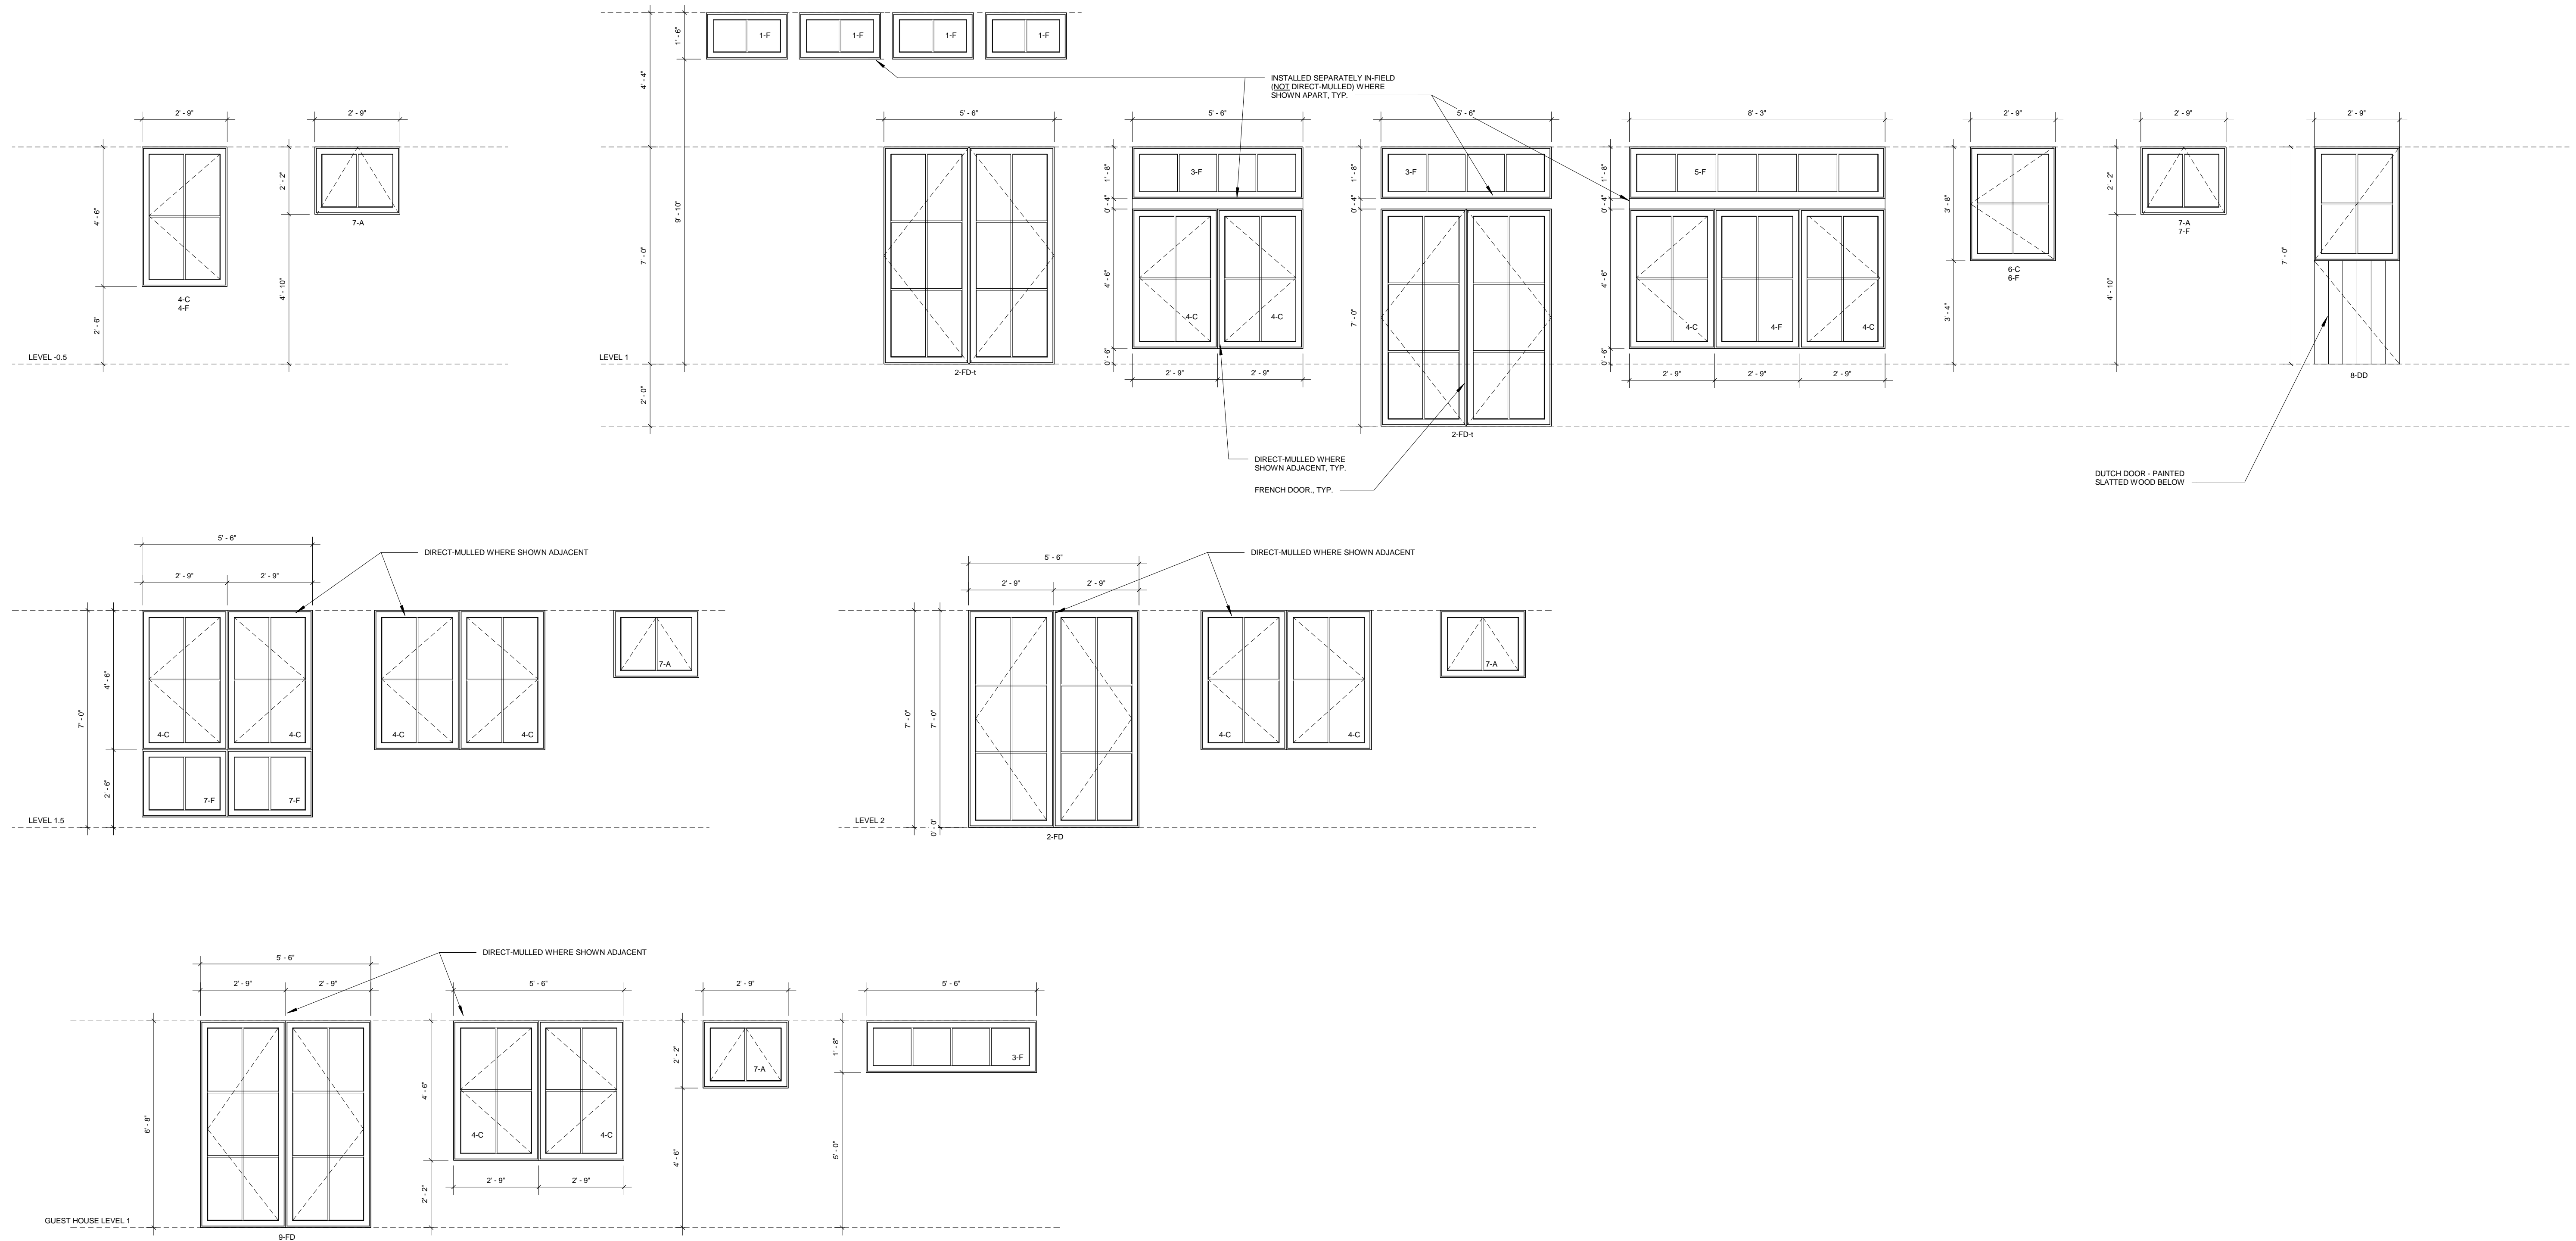 1' - 6"
4' - 4"
9' - 10"
7' - 0"
2' - 0"
1-F
1-F
1-F
1-F
INSTALLED SEPARATELY IN-FIELD
(NOT DIRECT-MULLED) WHERE
SHOWN APART, TYP.
2' - 9"
2' - 9"
4' - 6"
2' - 6"
2' - 2"
4' - 10"
4-C
4-F
7-A
LEVEL -0.5
LEVEL 1
5' - 6"
2-FD-t
5' - 6"
1' - 8"
0' - 4"
4' - 6"
0' - 6"
3-F
4-C
4-C
2' - 9"
2' - 9"
5' - 6"
1' - 8"
0' - 4"
7' - 0"
3-F
2-FD-t
8' - 3"
1' - 8"
0' - 4"
4' - 6"
0' - 6"
5-F
4-C
4-F
4-C
2' - 9"
2' - 9"
2' - 9"
2' - 9"
3' - 8"
3' - 4"
6-C
6-F
2' - 9"
2' - 2"
4' - 10"
7-A
7-F
2' - 9"
7' - 0"
8-DD
DIRECT-MULLED WHERE
SHOWN ADJACENT, TYP.
FRENCH DOOR., TYP.
DUTCH DOOR - PAINTED
SLATTED WOOD BELOW
5' - 6"
2' - 9"
2' - 9"
DIRECT-MULLED WHERE SHOWN ADJACENT
7' - 0"
4' - 6"
2' - 6"
4-C
4-C
7-F
7-F
4-C
4-C
7-A
LEVEL 1.5
5' - 6"
2' - 9"
2' - 9"
DIRECT-MULLED WHERE SHOWN ADJACENT
7' - 0"
7' - 0"
0' - 0"
4-C
4-C
7-A
LEVEL 2
2-FD
5' - 6"
2' - 9"
2' - 9"
DIRECT-MULLED WHERE SHOWN ADJACENT
5' - 6"
2' - 9"
5' - 6"
6' - 8"
4' - 6"
2' - 2"
4-C
4-C
2' - 9"
2' - 9"
2' - 2"
4' - 6"
7-A
1' - 8"
5' - 0"
3-F
GUEST HOUSE LEVEL 1
9-FD